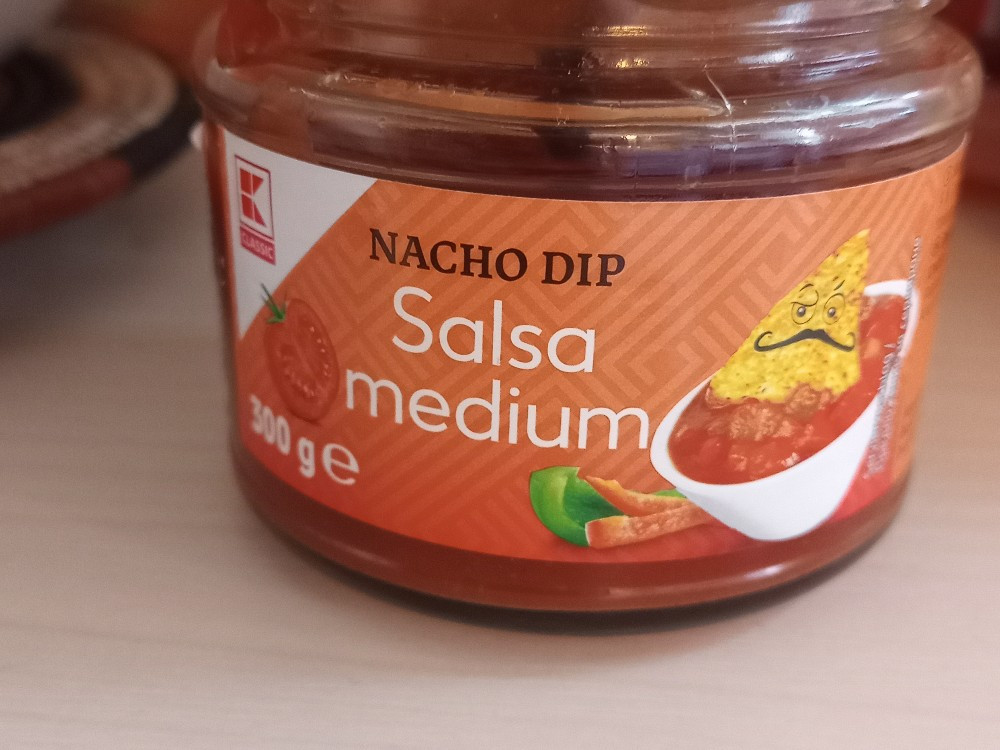 K
CLASSIC
NACHO DIP
Salsa
medium
300 g e